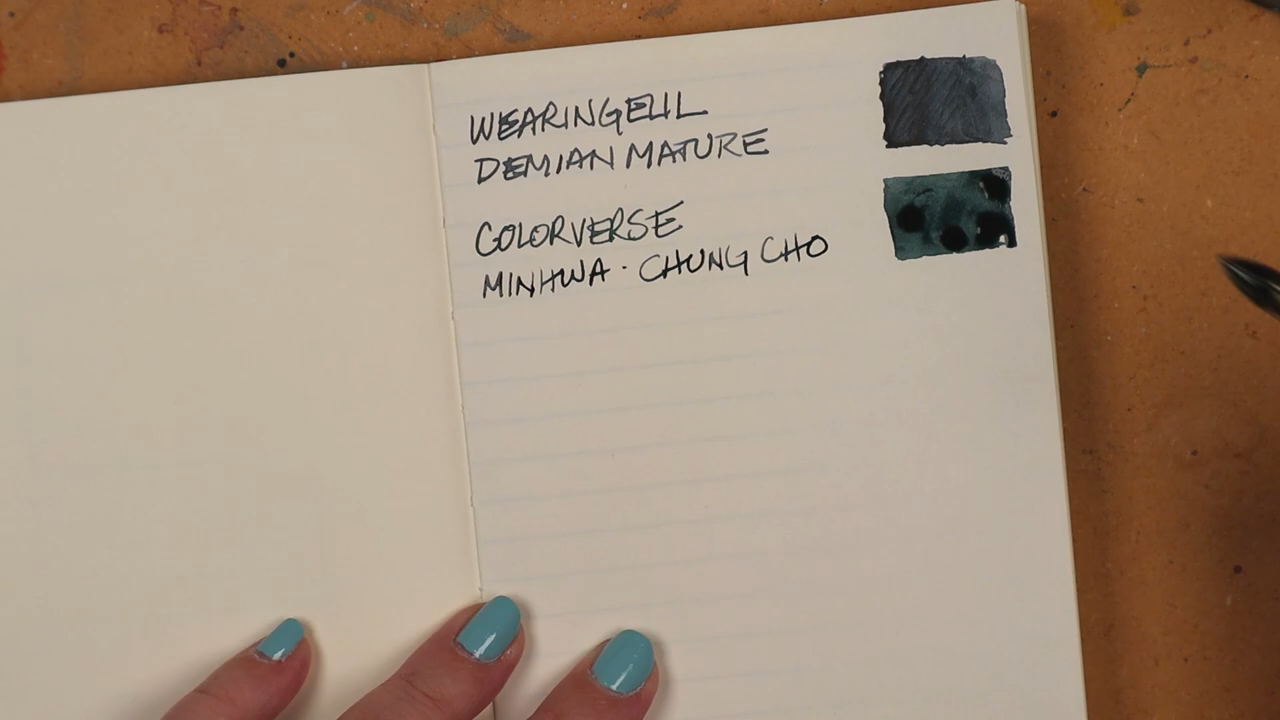 WEARINGEUL
DEMIAN MATURE
COLORVERSE
MINHWA · CHUNG CHO